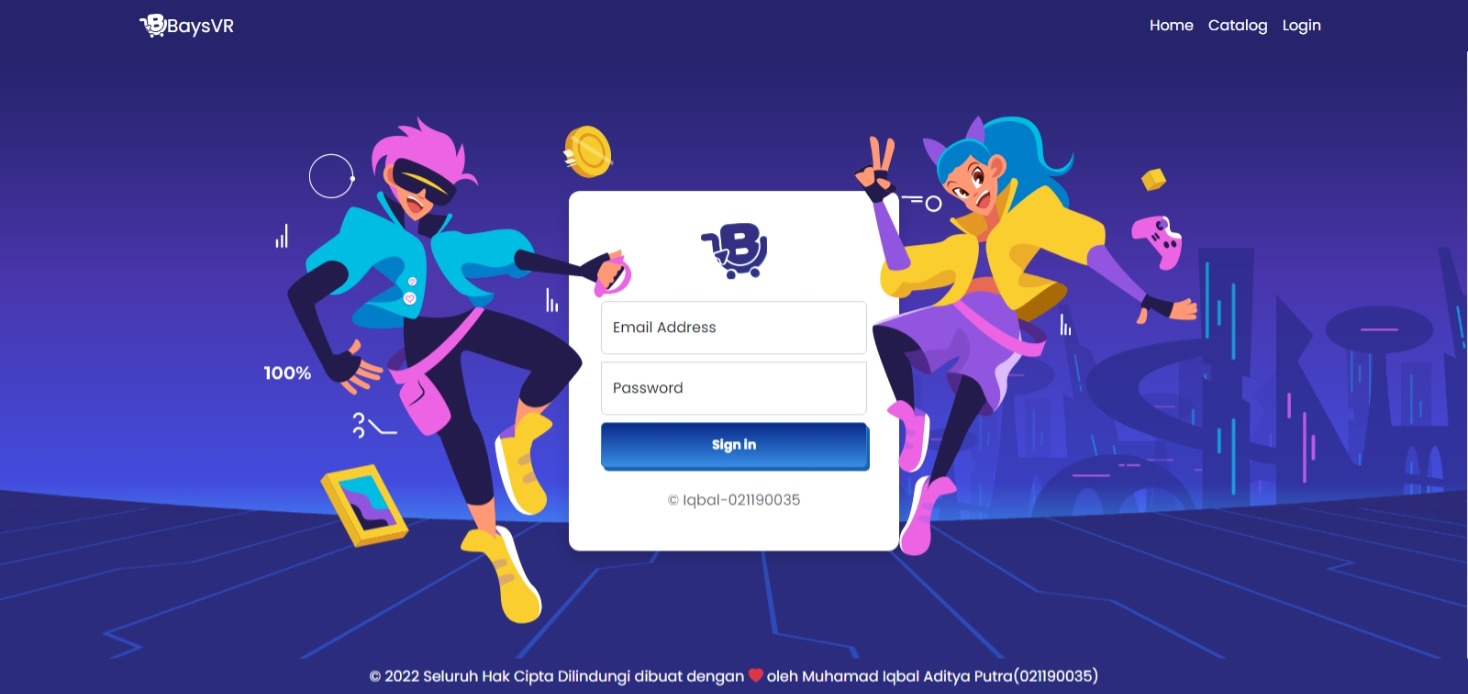 BaysVR
Home Catalog Login
B
Email Address
100%
Password
Sign in
© Iqbal-021190035
© 2022 Seluruh Hak Cipta Dilindungi dibuat dengan ❤ oleh Muhamad Iqbal Aditya Putra(021190035)